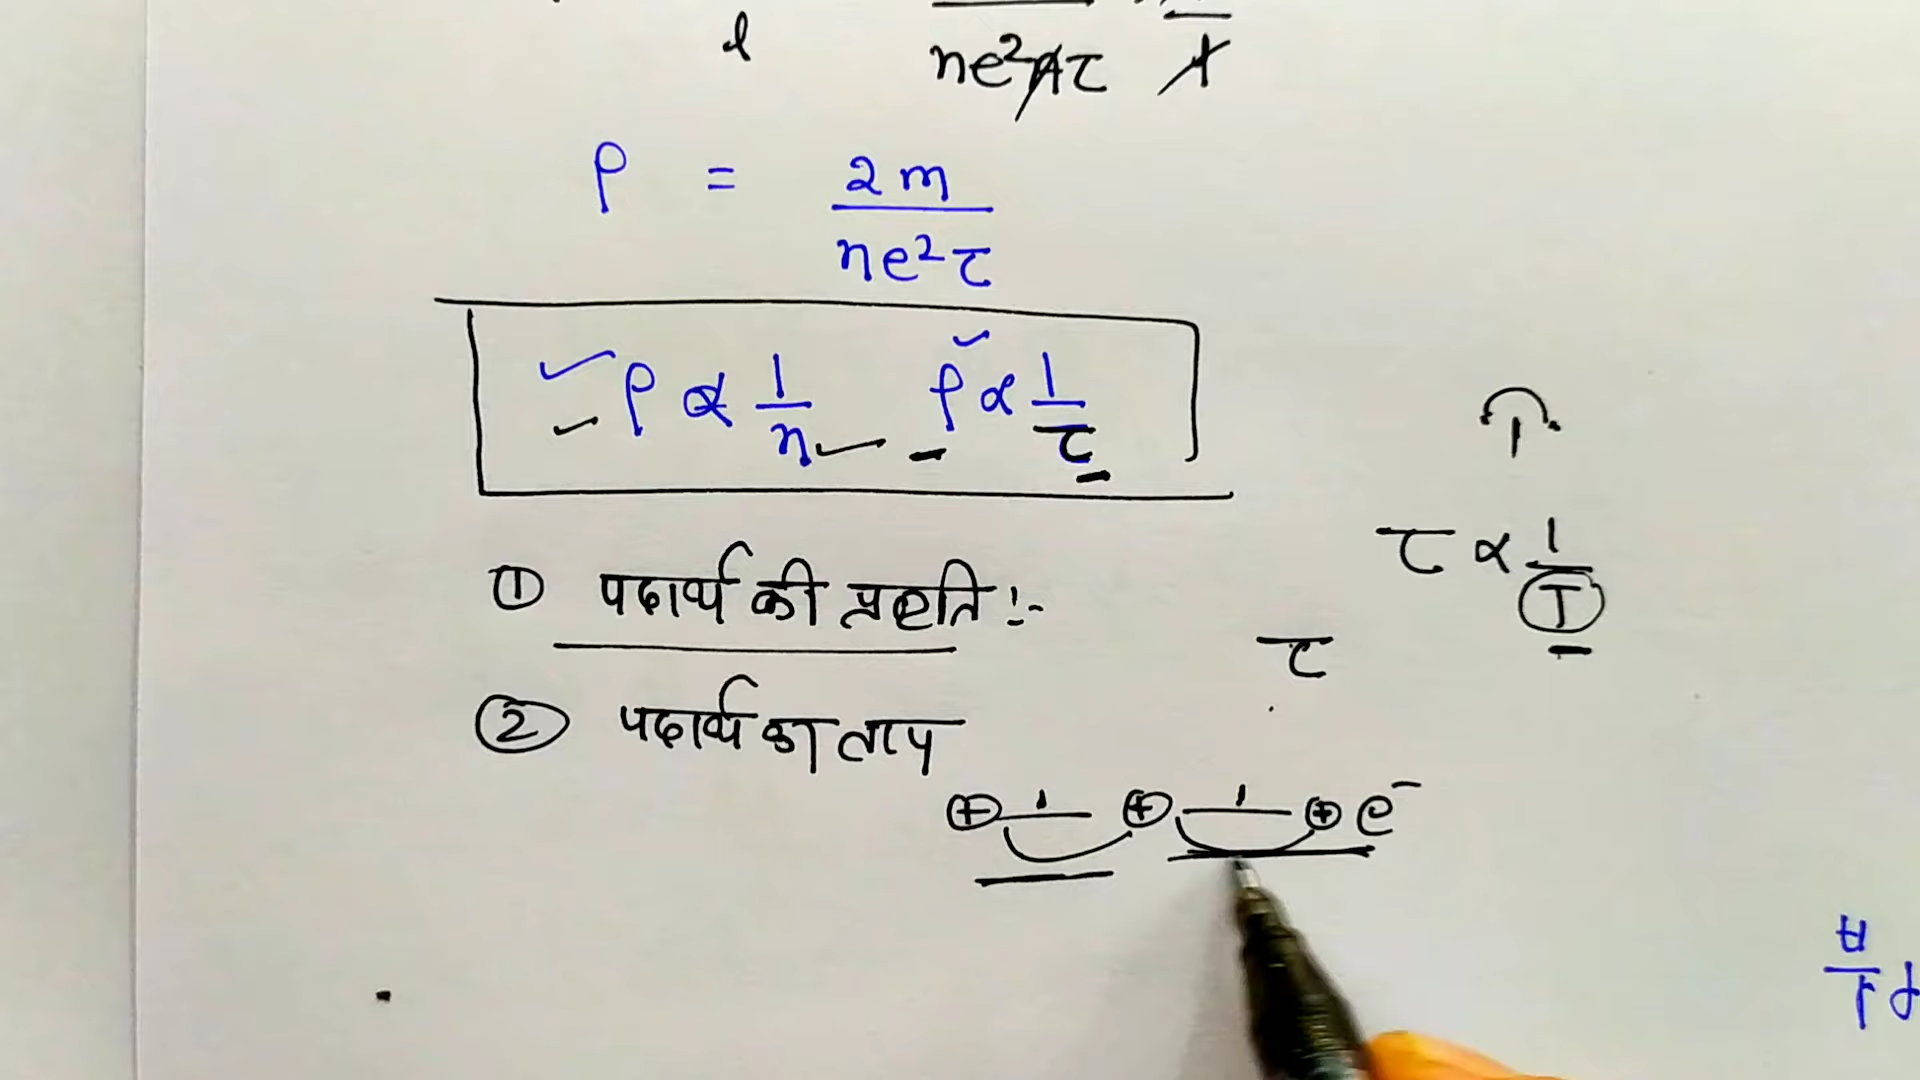 l
ne²Aτ A
ρ = 2m / ne²τ
ρ ∝ 1/n ρ ∝ 1/τ
τ ∝ 1/T
① पदार्थ की प्रकृति :-
τ
② पदार्थ का ताप
⊕ ⊕ ⊕ e⁻